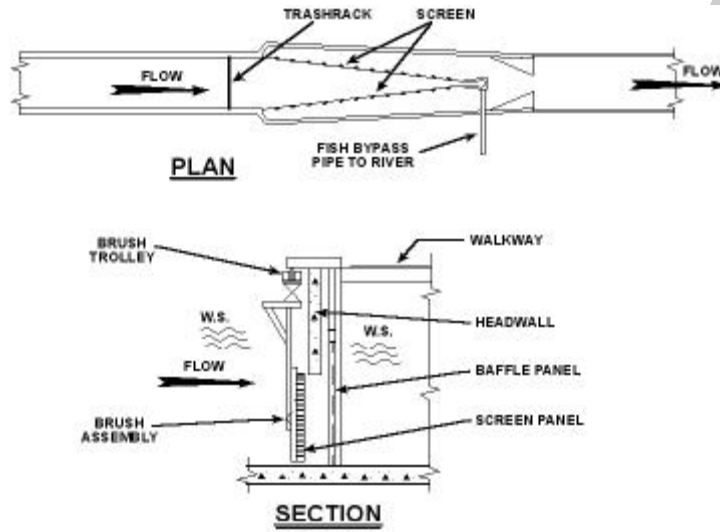 TRASHRACK
SCREEN
FLOW
FLOW
PLAN
FISH BYPASS
PIPE TO RIVER
BRUSH
TROLLEY
WALKWAY
W.S.
W.S.
HEADWALL
FLOW
BAFFLE PANEL
BRUSH
ASSEMBLY
SCREEN PANEL
SECTION